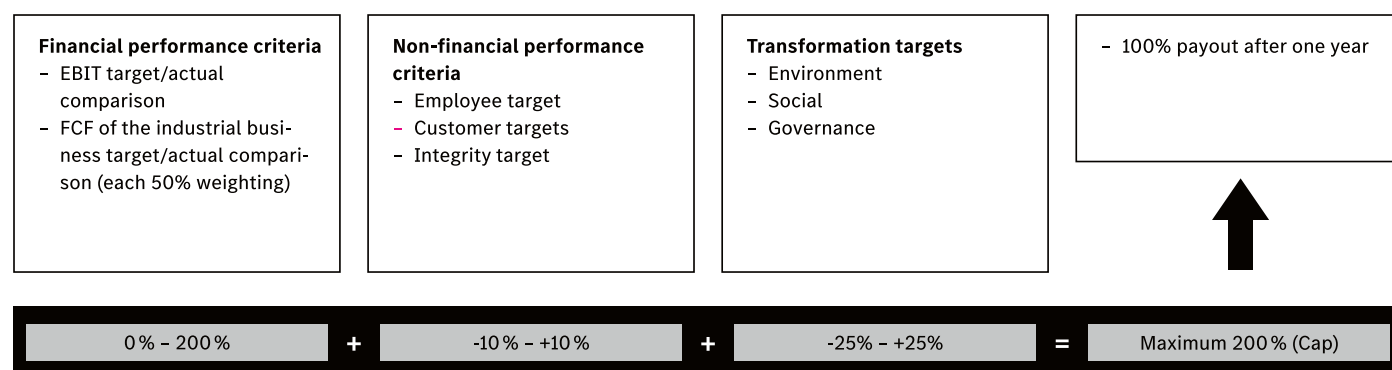 Financial performance criteria
– EBIT target/actual
comparison
– FCF of the industrial busi-
ness target/actual compari-
son (each 50% weighting)
Non-financial performance
criteria
– Employee target
– Customer targets
– Integrity target
Transformation targets
– Environment
– Social
– Governance
– 100% payout after one year
0 % – 200 % + -10 % – +10 % + -25% – +25% = Maximum 200 % (Cap)